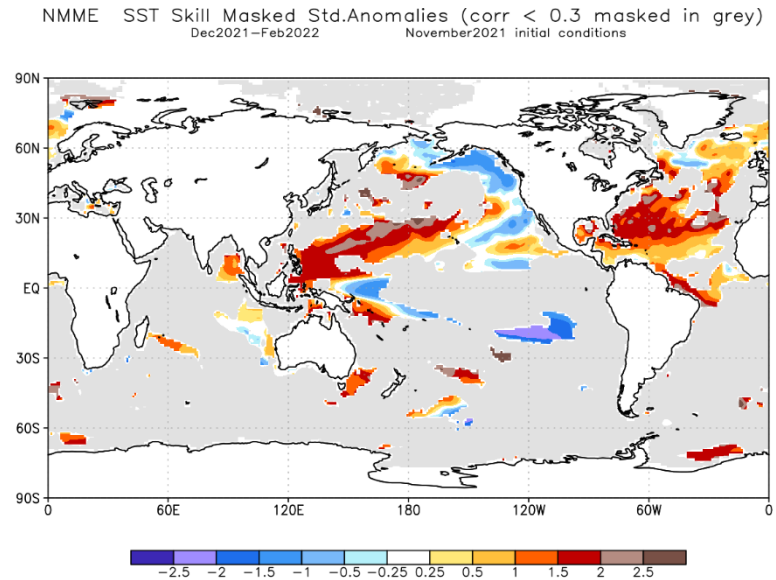 NMME SST Skill Masked Std.Anomalies (corr < 0.3 masked in grey)
Dec2021-Feb2022 November2021 initial conditions
90N
60N
30N
EQ
30S
60S
90S
0 60E 120E 180 120W 60W 0
-2.5 -2 -1.5 -1 -0.5 -0.25 0.25 0.5 1 1.5 2 2.5